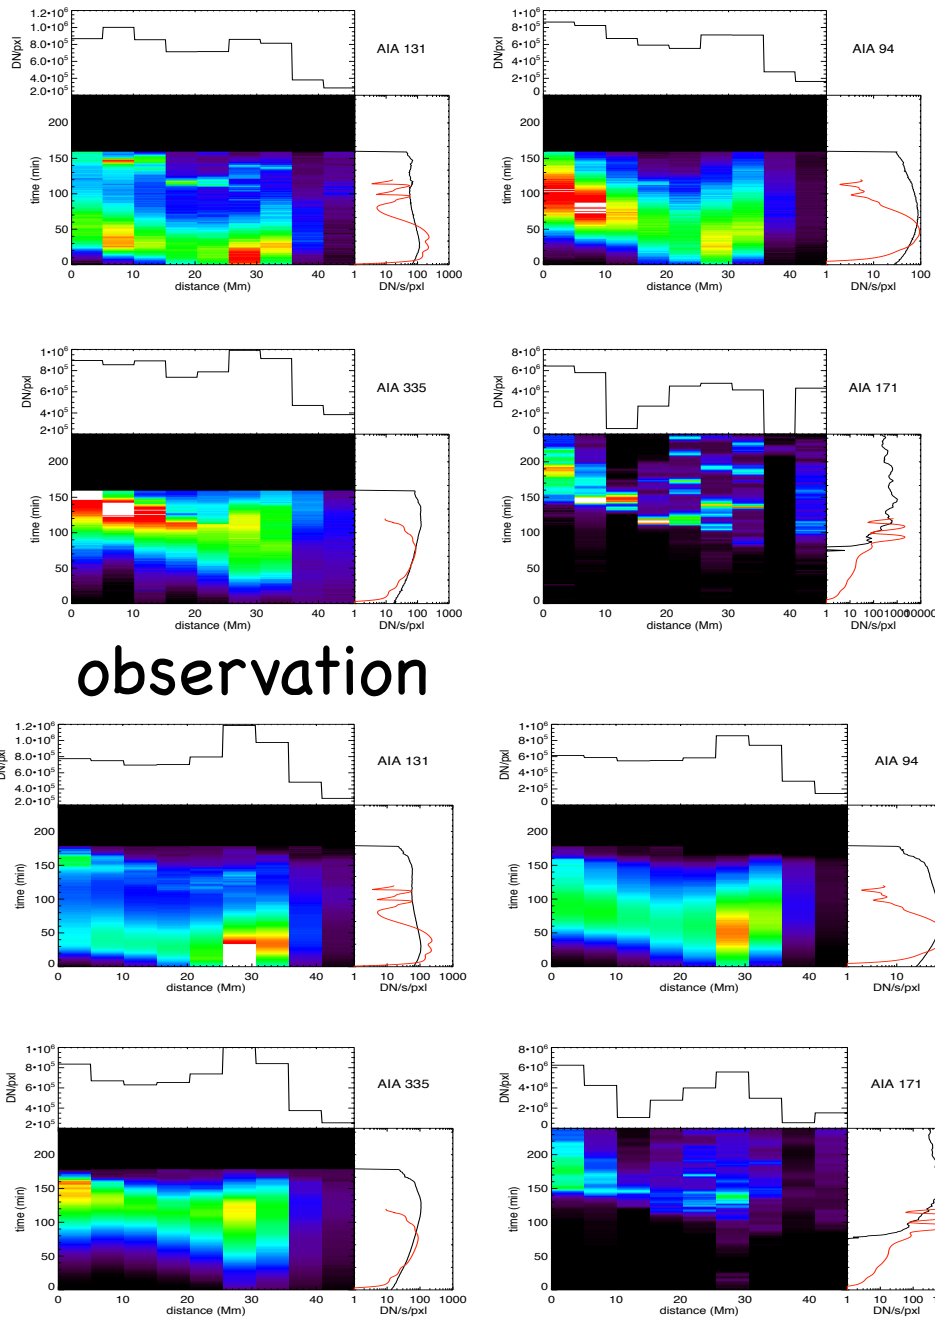 1.2•10⁶
1.0•10⁶
8.0•10⁵
6.0•10⁵
4.0•10⁵
2.0•10⁵
DN/pxl
AIA 131
200
150
100
50
0
time (min)
0 10 20 30 40
distance (Mm)
1 10 100 1000
DN/s/pxl
1•10⁶
8•10⁵
6•10⁵
4•10⁵
2•10⁵
0
DN/pxl
AIA 94
200
150
100
50
0
time (min)
0 10 20 30 40
distance (Mm)
1 10 100
DN/s/pxl
1•10⁶
8•10⁵
6•10⁵
4•10⁵
2•10⁵
DN/pxl
AIA 335
200
150
100
50
0
time (min)
0 10 20 30 40
distance (Mm)
1 10 100 1000
DN/s/pxl
8•10⁶
6•10⁶
4•10⁶
2•10⁶
0
DN/pxl
AIA 171
200
150
100
50
0
time (min)
0 10 20 30 40
distance (Mm)
1 10 100 1000 10000
DN/s/pxl
observation
1.2•10⁶
1.0•10⁶
8.0•10⁵
6.0•10⁵
4.0•10⁵
2.0•10⁵
DN/pxl
AIA 131
200
150
100
50
0
time (min)
0 10 20 30 40
distance (Mm)
1 10 100 1000
DN/s/pxl
1•10⁶
8•10⁵
6•10⁵
4•10⁵
2•10⁵
0
DN/pxl
AIA 94
200
150
100
50
0
time (min)
0 10 20 30 40
distance (Mm)
1 10
DN/s/pxl
1•10⁶
8•10⁵
6•10⁵
4•10⁵
2•10⁵
DN/pxl
AIA 335
200
150
100
50
0
time (min)
0 10 20 30 40
distance (Mm)
1 10 100 1000
DN/s/pxl
8•10⁶
6•10⁶
4•10⁶
2•10⁶
0
DN/pxl
AIA 171
200
150
100
50
0
time (min)
0 10 20 30 40
distance (Mm)
1 10 100
DN/s/pxl